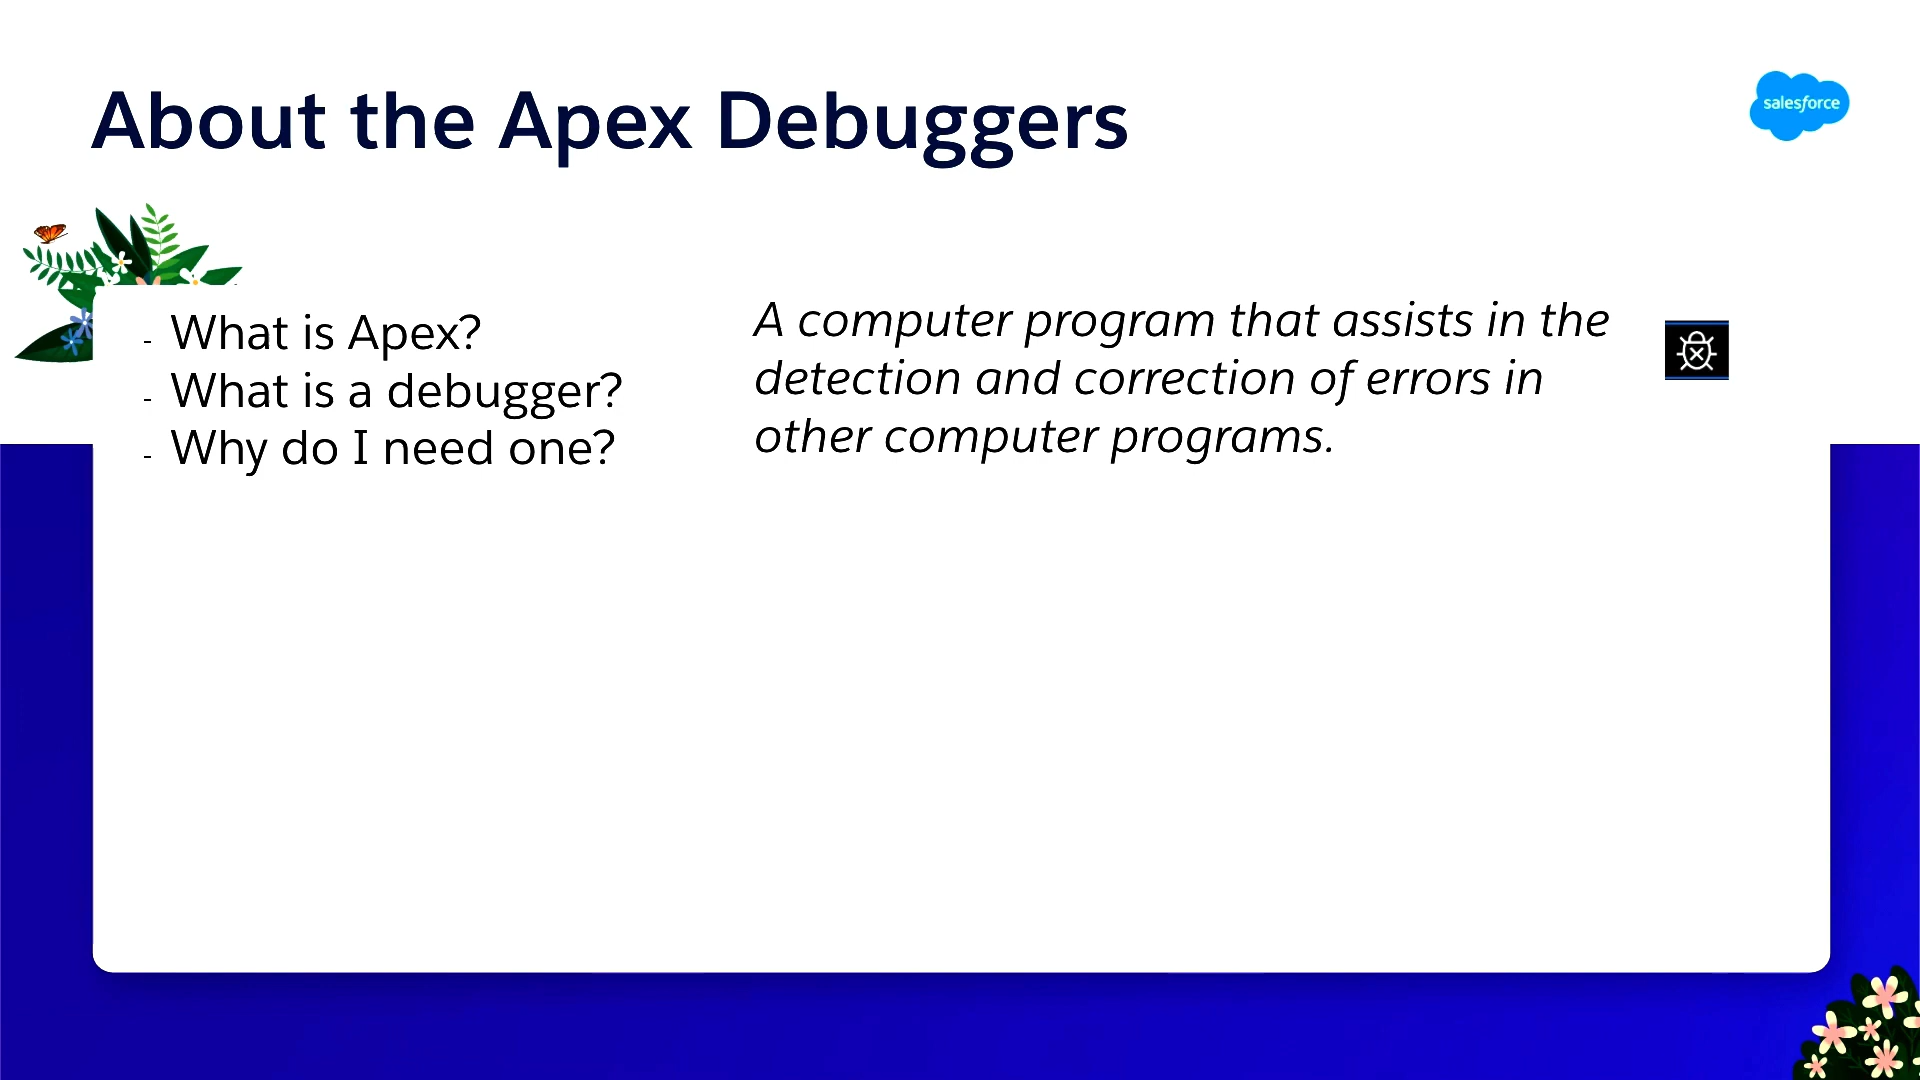 About the Apex Debuggers
salesforce
- What is Apex?
- What is a debugger?
- Why do I need one?
A computer program that assists in the
detection and correction of errors in
other computer programs.